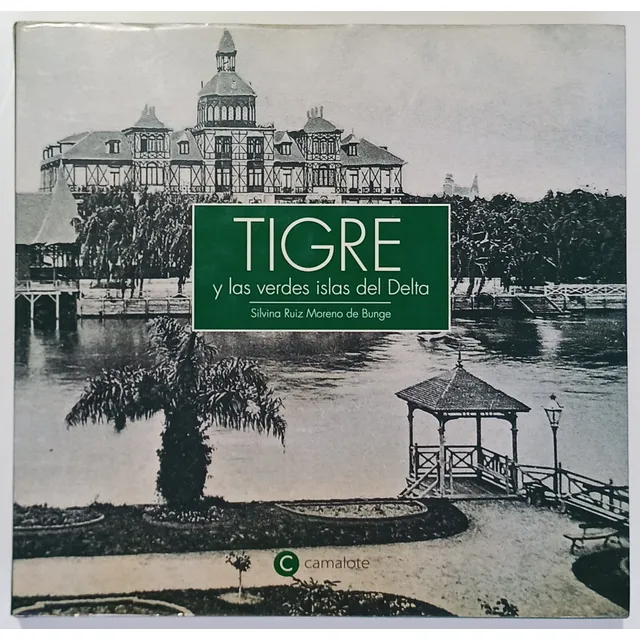 TIGRE
y las verdes islas del Delta
Silvina Ruiz Moreno de Bunge
C camalote